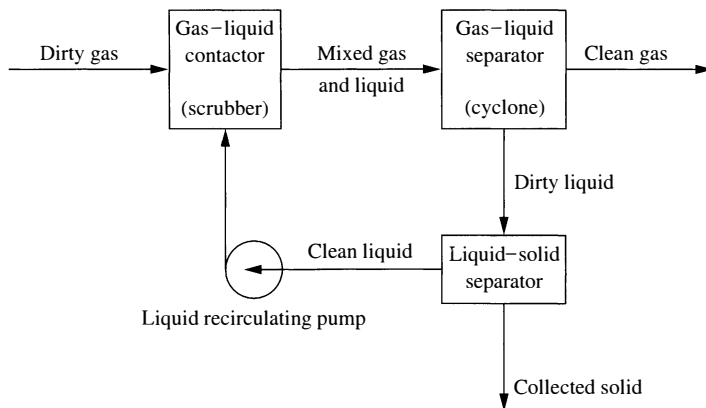 Dirty gas
Gas–liquid
contactor
(scrubber)
Mixed gas
and liquid
Gas–liquid
separator
(cyclone)
Clean gas
Dirty liquid
Clean liquid
Liquid–solid
separator
Liquid recirculating pump
Collected solid